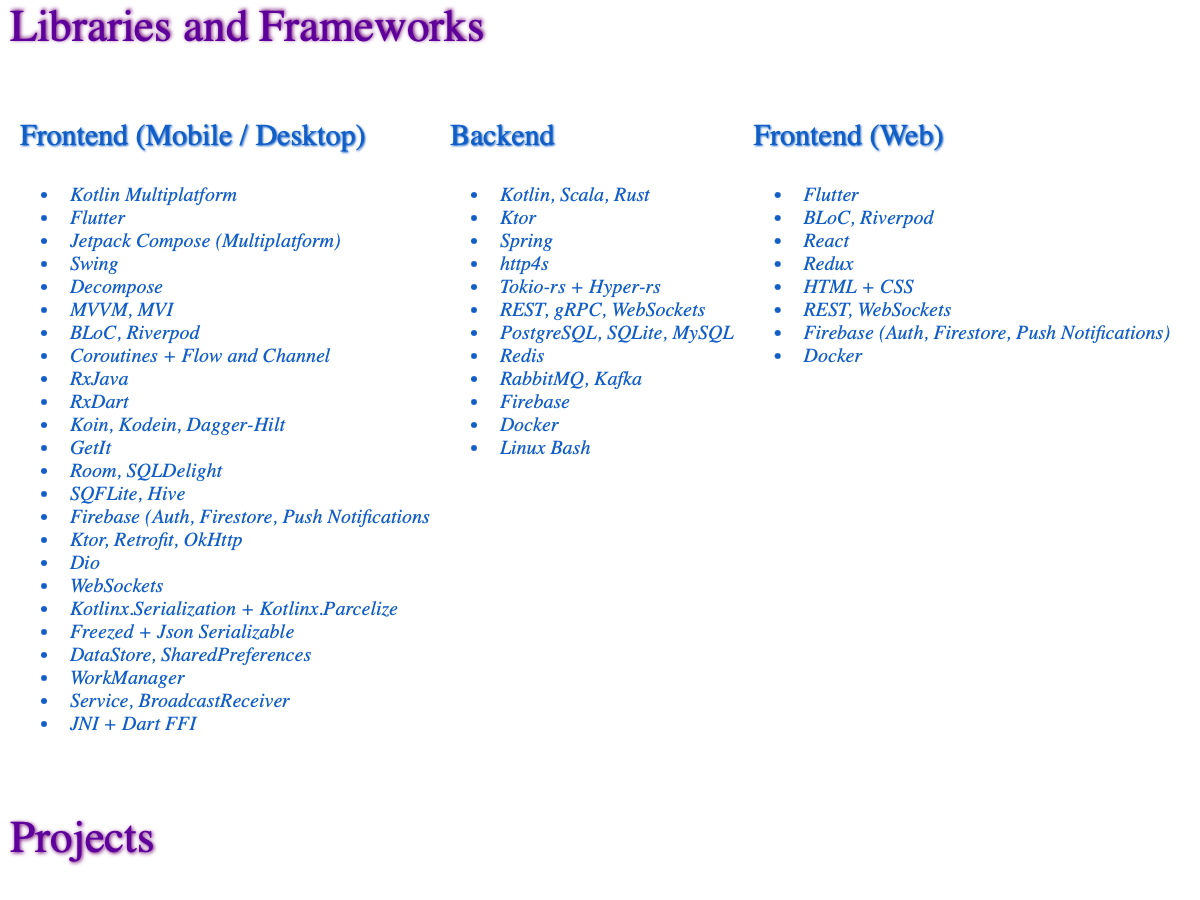 Libraries and Frameworks
Frontend (Mobile / Desktop)
Kotlin Multiplatform
Flutter
Jetpack Compose (Multiplatform)
Swing
Decompose
MVVM, MVI
BLoC, Riverpod
Coroutines + Flow and Channel
RxJava
RxDart
Koin, Kodein, Dagger-Hilt
GetIt
Room, SQLDelight
SQFLite, Hive
Firebase (Auth, Firestore, Push Notifications
Ktor, Retrofit, OkHttp
Dio
WebSockets
Kotlinx.Serialization + Kotlinx.Parcelize
Freezed + Json Serializable
DataStore, SharedPreferences
WorkManager
Service, BroadcastReceiver
JNI + Dart FFI
Backend
Kotlin, Scala, Rust
Ktor
Spring
http4s
Tokio-rs + Hyper-rs
REST, gRPC, WebSockets
PostgreSQL, SQLite, MySQL
Redis
RabbitMQ, Kafka
Firebase
Docker
Linux Bash
Frontend (Web)
Flutter
BLoC, Riverpod
React
Redux
HTML + CSS
REST, WebSockets
Firebase (Auth, Firestore, Push Notifications)
Docker
Projects